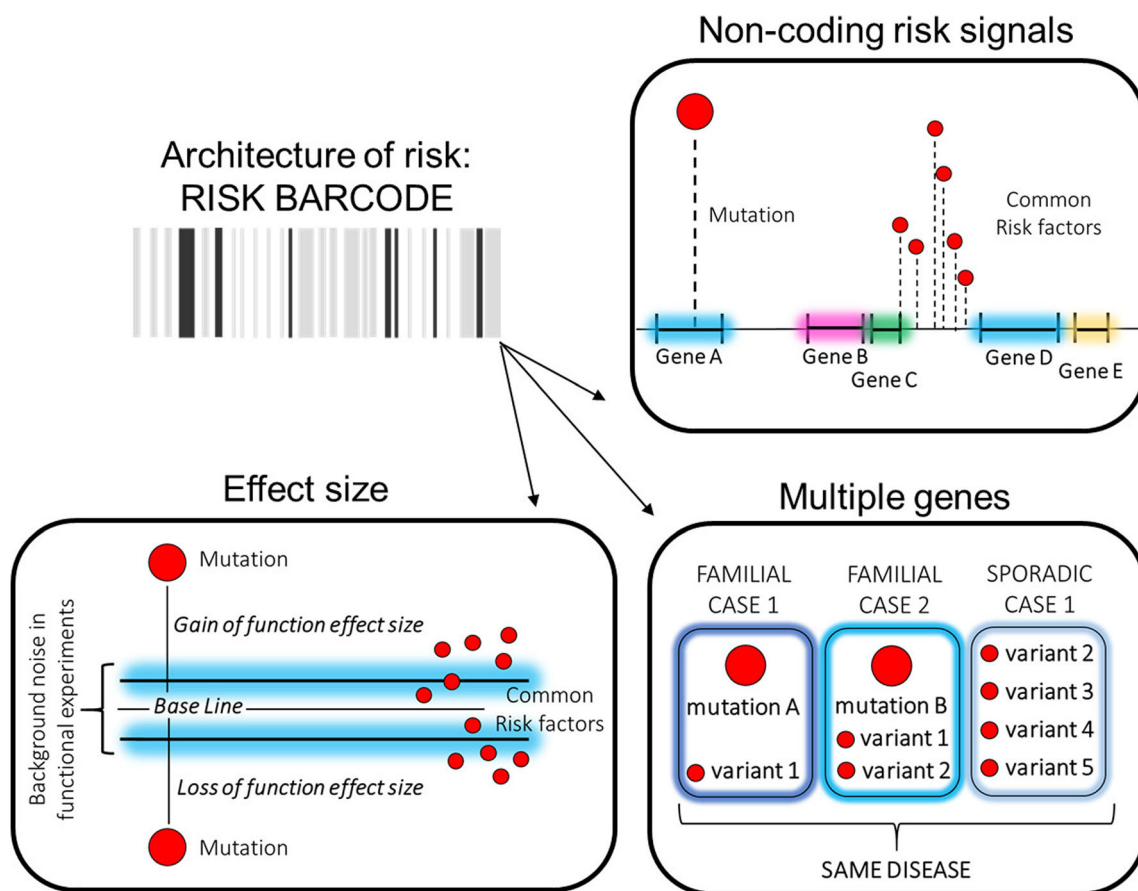 Non-coding risk signals
Architecture of risk:
RISK BARCODE
Mutation
Common
Risk factors
Gene A
Gene B
Gene C
Gene D
Gene E
Effect size
Mutation
Gain of function effect size
Background noise in
functional experiments
Base Line
Common
Risk factors
Loss of function effect size
Mutation
Multiple genes
FAMILIAL
CASE 1
mutation A
variant 1
FAMILIAL
CASE 2
mutation B
variant 1
variant 2
SPORADIC
CASE 1
variant 2
variant 3
variant 4
variant 5
SAME DISEASE